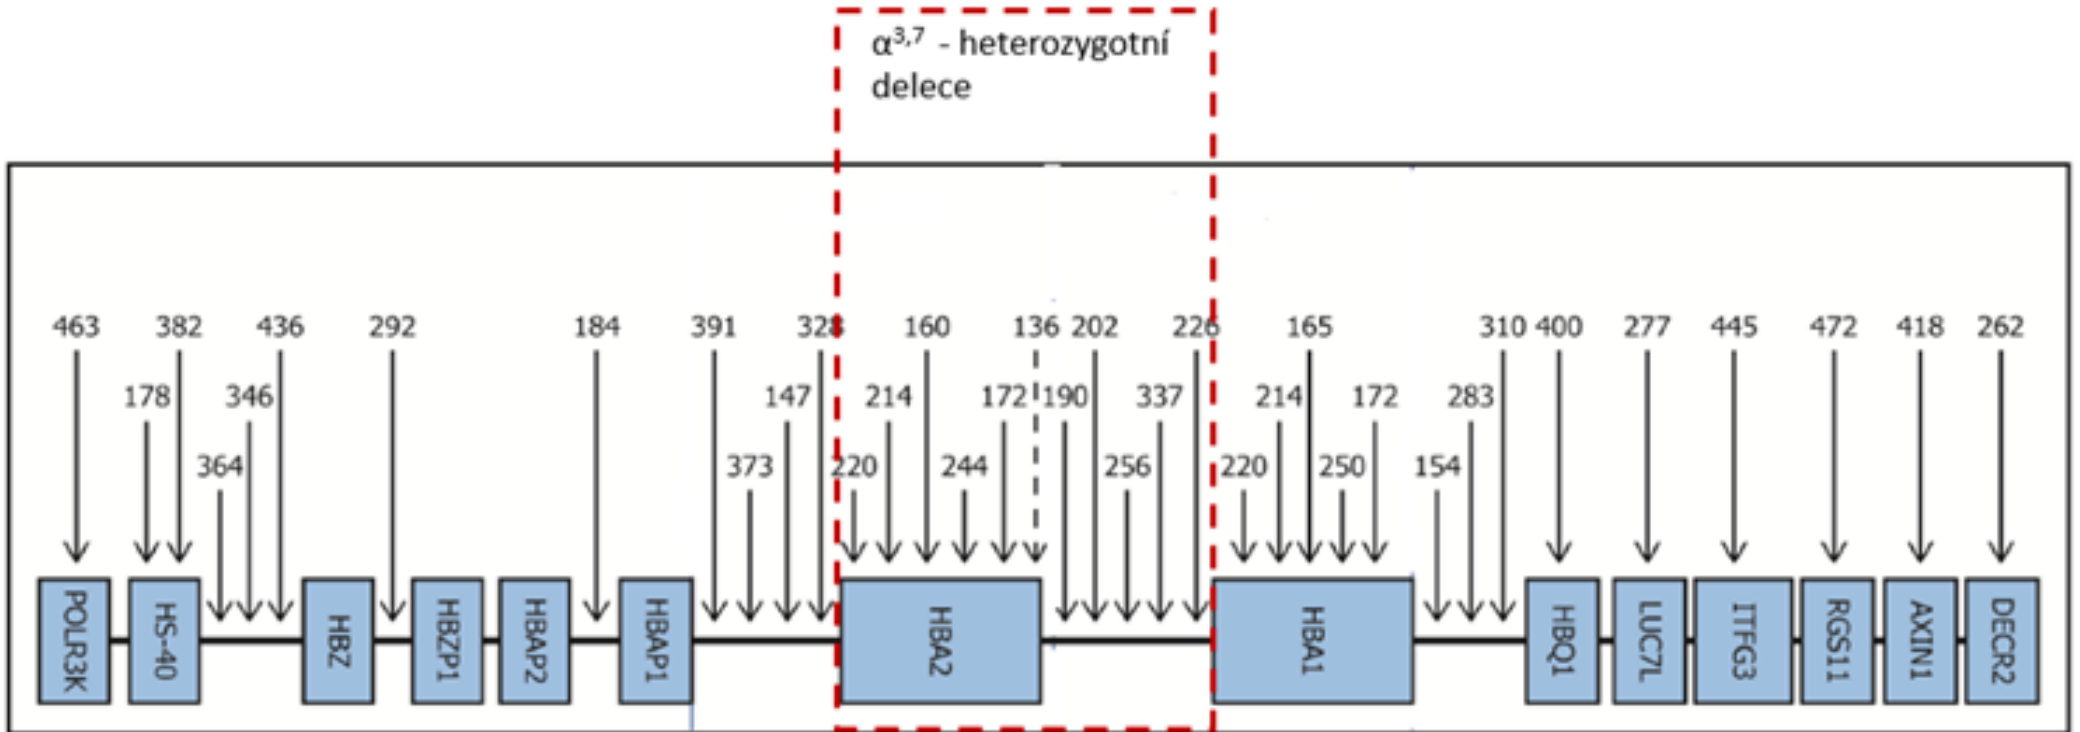 α3,7 - heterozygotní
delece
463 382 436 292 184 391 328 160 136 202 226 165 310 400 277 445 472 418 262
178 346 147 214 172 190 337 214 172 283
364 373 220 244 256 220 250 154
POLR3K HS-40 HBZ HBZP1 HBAP2 HBAP1 HBA2 HBA1 HBQ1 LUC7L ITFG3 RGS11 AXIN1 DECR2